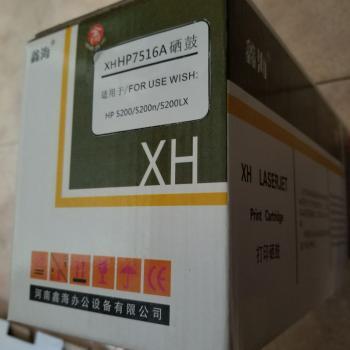 鑫海
XHHP7516A硒鼓
适用于/FOR USE WISH:
HP 5200/5200n/5200LX
XH
河南鑫海办公设备有限公司
鑫海
XH LASERJET
Print Cartridge
打印硒鼓